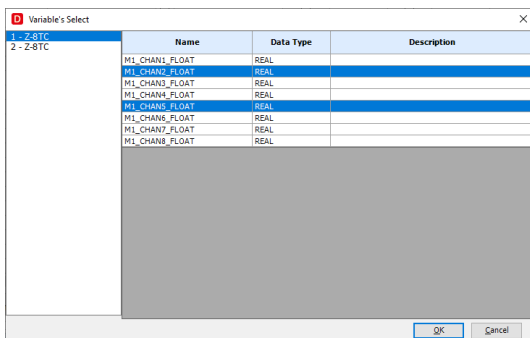 D Variable's Select
1 - Z-8TC
2 - Z-8TC
Name Data Type Description
M1_CHAN1_FLOAT REAL
M1_CHAN2_FLOAT REAL
M1_CHAN3_FLOAT REAL
M1_CHAN4_FLOAT REAL
M1_CHAN5_FLOAT REAL
M1_CHAN6_FLOAT REAL
M1_CHAN7_FLOAT REAL
M1_CHAN8_FLOAT REAL
OK Cancel